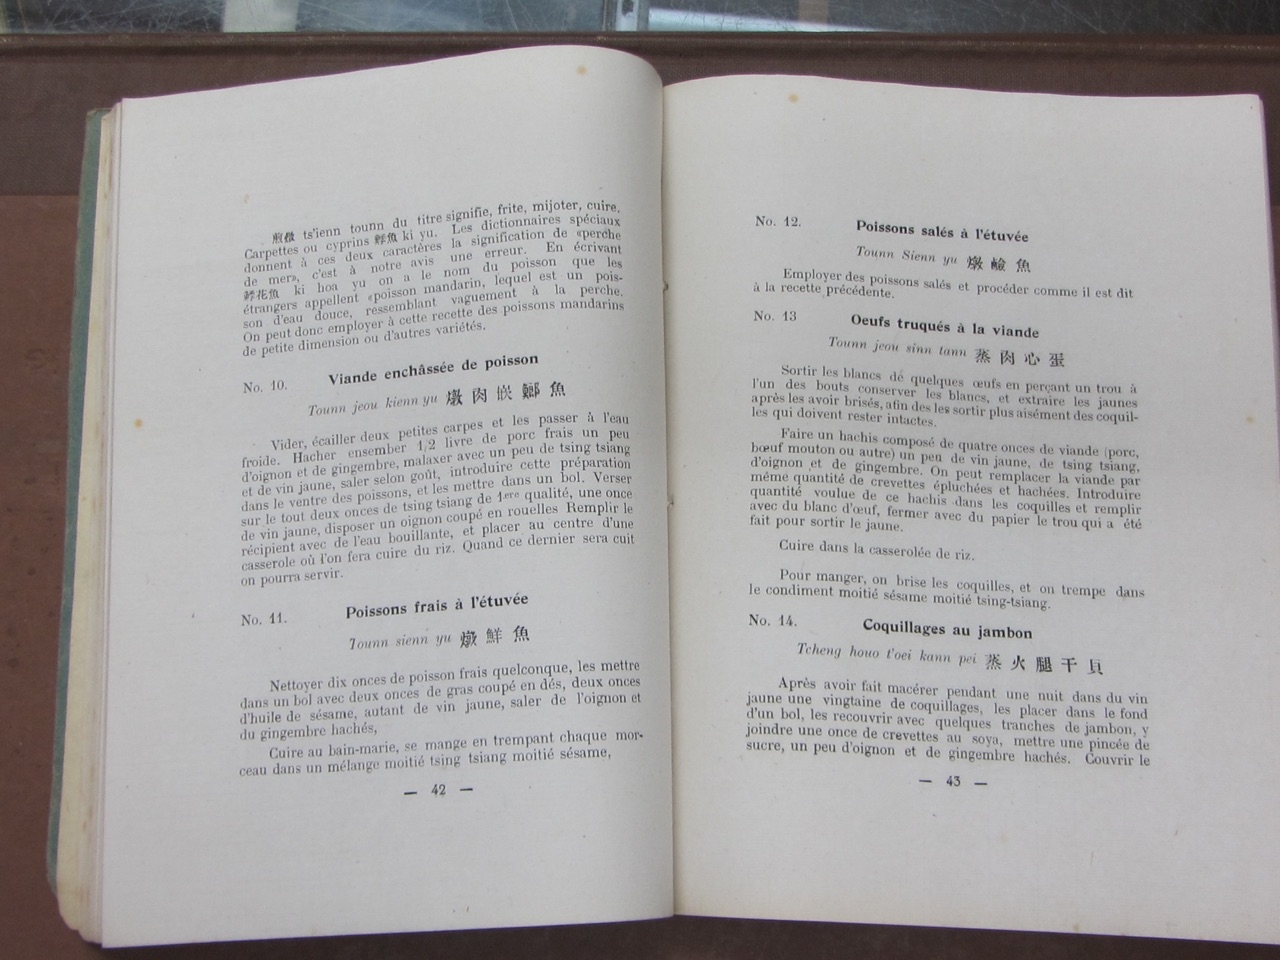 煎燉 ts'ienn tounn du titre signifie, frite, mijoter, cuire.
Carpettes ou cyprins 魚 ki yu. Les dictionnaires spéciaux
donnent à ces deux caractères la signification de «perche
de mer», c'est à notre avis une erreur. En écrivant
花魚 ki hoa yu on a le nom du poisson que les
étrangers appellent «poisson mandarin, lequel est un pois-
son d'eau douce, ressemblant vaguement à la perche.
On peut donc employer à cette recette des poissons mandarins
de petite dimension ou d'autres variétés.
No. 10. Viande enchâssée de poisson
Tounn jeou kienn yu 燉肉嵌鯽魚
Vider, écailler deux petites carpes et les passer à l'eau
froide. Hacher ensember 1/2 livre de porc frais un peu
d'oignon et de gingembre, malaxer avec un peu de tsing tsiang
et de vin jaune, saler selon goût, introduire cette préparation
dans le ventre des poissons, et les mettre dans un bol. Verser
sur le tout deux onces de tsing tsiang de 1ere qualité, une once
de vin jaune, disposer un oignon coupé en rouelles Remplir le
récipient avec de l'eau bouillante, et placer au centre d'une
casserole où l'on fera cuire du riz. Quand ce dernier sera cuit
on pourra servir.
No. 11. Poissons frais à l'étuvée
Tounn sienn yu 燉鮮魚
Nettoyer dix onces de poisson frais quelconque, les mettre
dans un bol avec deux onces de gras coupé en dés, deux onces
d'huile de sésame, autant de vin jaune, saler de l'oignon et
du gingembre hachés,
Cuire au bain-marie, se mange en trempant chaque mor-
ceau dans un mélange moitié tsing tsiang moitié sésame,
— 42 —
No. 12. Poissons salés à l'étuvée
Tounn Sienn yu 燉鹼魚
Employer des poissons salés et procéder comme il est dit
à la recette précédente.
No. 13 Oeufs truqués à la viande
Tounn jeou sinn tann 蒸肉心蛋
Sortir les blancs de quelques œufs en perçant un trou à
l'un des bouts conserver les blancs, et extraire les jaunes
après les avoir brisés, afin des les sortir plus aisément des coquil-
les qui doivent rester intactes.
Faire un hachis composé de quatre onces de viande (porc,
bœuf mouton ou autre) un peu de vin jaune, de tsing tsiang,
d'oignon et de gingembre. On peut remplacer la viande par
même quantité de crevettes épluchées et hachées. Introduire
quantité voulue de ce hachis dans les coquilles et remplir
avec du blanc d'œuf, fermer avec du papier le trou qui a été
fait pour sortir le jaune.
Cuire dans la casserolée de riz.
Pour manger, on brise les coquilles, et on trempe dans
le condiment moitié sésame moitié tsing-tsiang.
No. 14. Coquillages au jambon
Tcheng houo t'oei kann pei 蒸火腿干貝
Après avoir fait macérer pendant une nuit dans du vin
jaune une vingtaine de coquillages, les placer dans le fond
d'un bol, les recouvrir avec quelques tranches de jambon, y
joindre une once de crevettes au soya, mettre une pincée de
sucre, un peu d'oignon et de gingembre hachés. Couvrir le
— 43 —